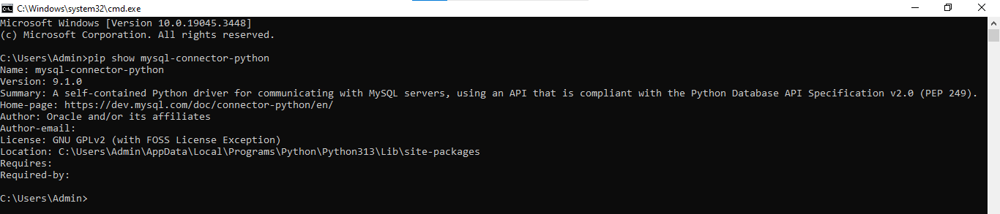 C:\Windows\system32\cmd.exe
Microsoft Windows [Version 10.0.19045.3448]
(c) Microsoft Corporation. All rights reserved.
C:\Users\Admin>pip show mysql-connector-python
Name: mysql-connector-python
Version: 9.1.0
Summary: A self-contained Python driver for communicating with MySQL servers, using an API that is compliant with the Python Database API Specification v2.0 (PEP 249).
Home-page: https://dev.mysql.com/doc/connector-python/en/
Author: Oracle and/or its affiliates
Author-email:
License: GNU GPLv2 (with FOSS License Exception)
Location: C:\Users\Admin\AppData\Local\Programs\Python\Python313\Lib\site-packages
Requires:
Required-by:
C:\Users\Admin>